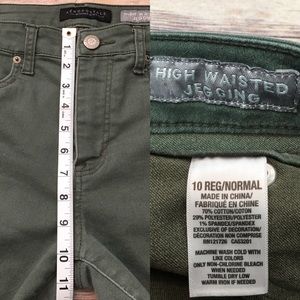 AÉROPOSTALE
1
2
3
4
5
6
7
8
9
10
11
HIGH WAISTED
JEGGING
10 REG/NORMAL
MADE IN CHINA/
FABRIQUÉ EN CHINE
70% COTTON/COTON
29% POLYESTER/POLYESTER
1% SPANDEX/SPANDEX
EXCLUSIVE OF DECORATION/
DÉCORATION NON COMPRISE
RN121726 CA53201
MACHINE WASH COLD WITH
LIKE COLORS
ONLY NON-CHLORINE BLEACH
WHEN NEEDED
TUMBLE DRY LOW
WARM IRON IF NEEDED